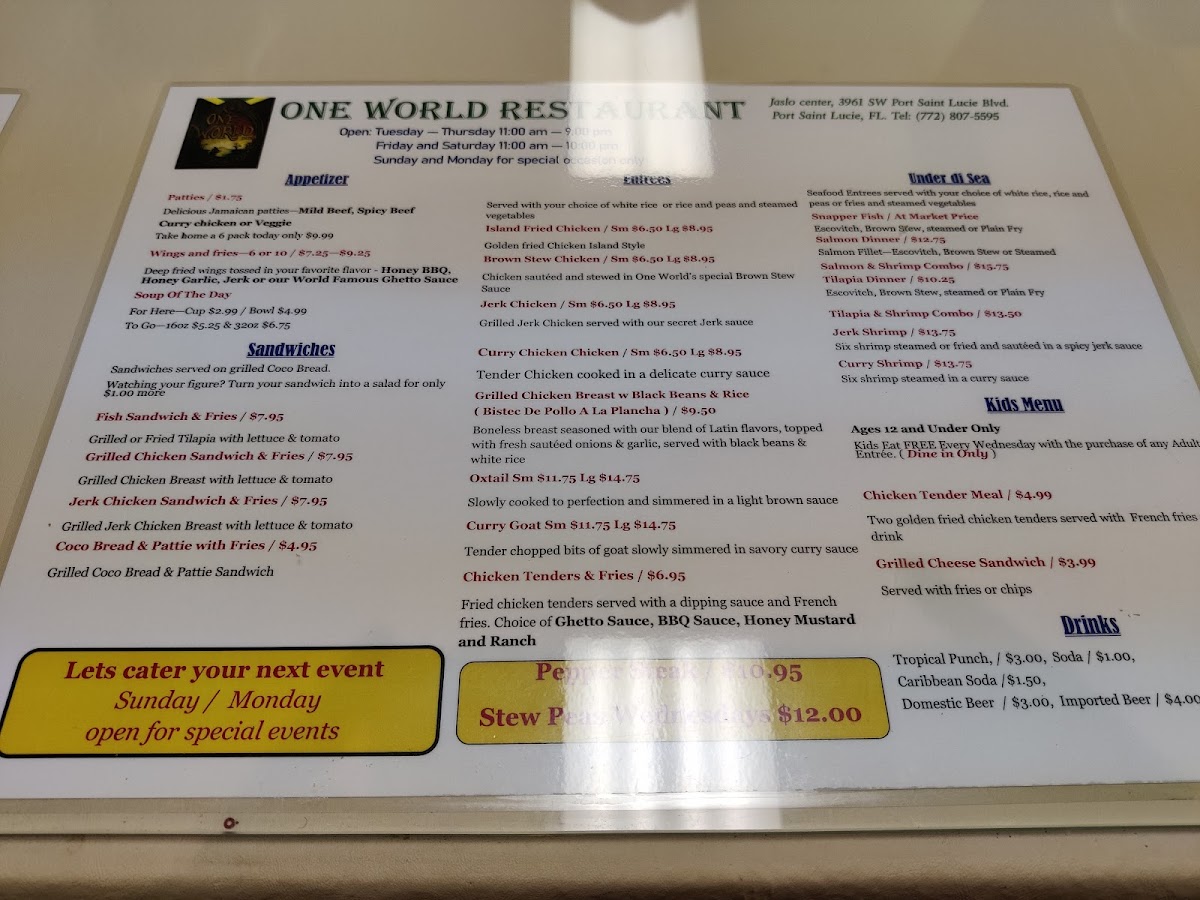 ONE WORLD
ONE WORLD RESTAURANT
Open: Tuesday — Thursday 11:00 am — 9:00 pm
Friday and Saturday 11:00 am — 10:00 pm
Sunday and Monday for special occasion only
Jaslo center, 3961 SW Port Saint Lucie Blvd.
Port Saint Lucie, FL. Tel: (772) 807-5595
Appetizer
Patties / $1.75
Delicious Jamaican patties—Mild Beef, Spicy Beef
Curry chicken or Veggie
Take home a 6 pack today only $9.99
Wings and fries—6 or 10 / $7.25—$9.25
Deep fried wings tossed in your favorite flavor - Honey BBQ,
Honey Garlic, Jerk or our World Famous Ghetto Sauce
Soup Of The Day
For Here—Cup $2.99 / Bowl $4.99
To Go—16oz $5.25 & 32oz $6.75
Sandwiches
Sandwiches served on grilled Coco Bread.
Watching your figure? Turn your sandwich into a salad for only
$1.00 more
Fish Sandwich & Fries / $7.95
Grilled or Fried Tilapia with lettuce & tomato
Grilled Chicken Sandwich & Fries / $7.95
Grilled Chicken Breast with lettuce & tomato
Jerk Chicken Sandwich & Fries / $7.95
Grilled Jerk Chicken Breast with lettuce & tomato
Coco Bread & Pattie with Fries / $4.95
Grilled Coco Bread & Pattie Sandwich
Lets cater your next event
Sunday / Monday
open for special events
Entrees
Served with your choice of white rice or rice and peas and steamed
vegetables
Island Fried Chicken / Sm $6.50 Lg $8.95
Golden fried Chicken Island Style
Brown Stew Chicken / Sm $6.50 Lg $8.95
Chicken sautéed and stewed in One World's special Brown Stew
Sauce
Jerk Chicken / Sm $6.50 Lg $8.95
Grilled Jerk Chicken served with our secret Jerk sauce
Curry Chicken Chicken / Sm $6.50 Lg $8.95
Tender Chicken cooked in a delicate curry sauce
Grilled Chicken Breast w Black Beans & Rice
( Bistec De Pollo A La Plancha ) / $9.50
Boneless breast seasoned with our blend of Latin flavors, topped
with fresh sautéed onions & garlic, served with black beans &
white rice
Oxtail Sm $11.75 Lg $14.75
Slowly cooked to perfection and simmered in a light brown sauce
Curry Goat Sm $11.75 Lg $14.75
Tender chopped bits of goat slowly simmered in savory curry sauce
Chicken Tenders & Fries / $6.95
Fried chicken tenders served with a dipping sauce and French
fries. Choice of Ghetto Sauce, BBQ Sauce, Honey Mustard
and Ranch
Pepper Steak / $10.95
Stew Peas Wednesdays $12.00
Under di Sea
Seafood Entrees served with your choice of white rice, rice and
peas or fries and steamed vegetables
Snapper Fish / At Market Price
Escovitch, Brown Stew, steamed or Plain Fry
Salmon Dinner / $12.75
Salmon Fillet—Escovitch, Brown Stew or Steamed
Salmon & Shrimp Combo / $15.75
Tilapia Dinner / $10.25
Escovitch, Brown Stew, steamed or Plain Fry
Tilapia & Shrimp Combo / $13.50
Jerk Shrimp / $13.75
Six shrimp steamed or fried and sautéed in a spicy jerk sauce
Curry Shrimp / $13.75
Six shrimp steamed in a curry sauce
Kids Menu
Ages 12 and Under Only
Kids Eat FREE Every Wednesday with the purchase of any Adult
Entrée. ( Dine in Only )
Chicken Tender Meal / $4.99
Two golden fried chicken tenders served with French fries
drink
Grilled Cheese Sandwich / $3.99
Served with fries or chips
Drinks
Tropical Punch, / $3.00, Soda / $1.00,
Caribbean Soda /$1.50,
Domestic Beer / $3.00, Imported Beer / $4.00